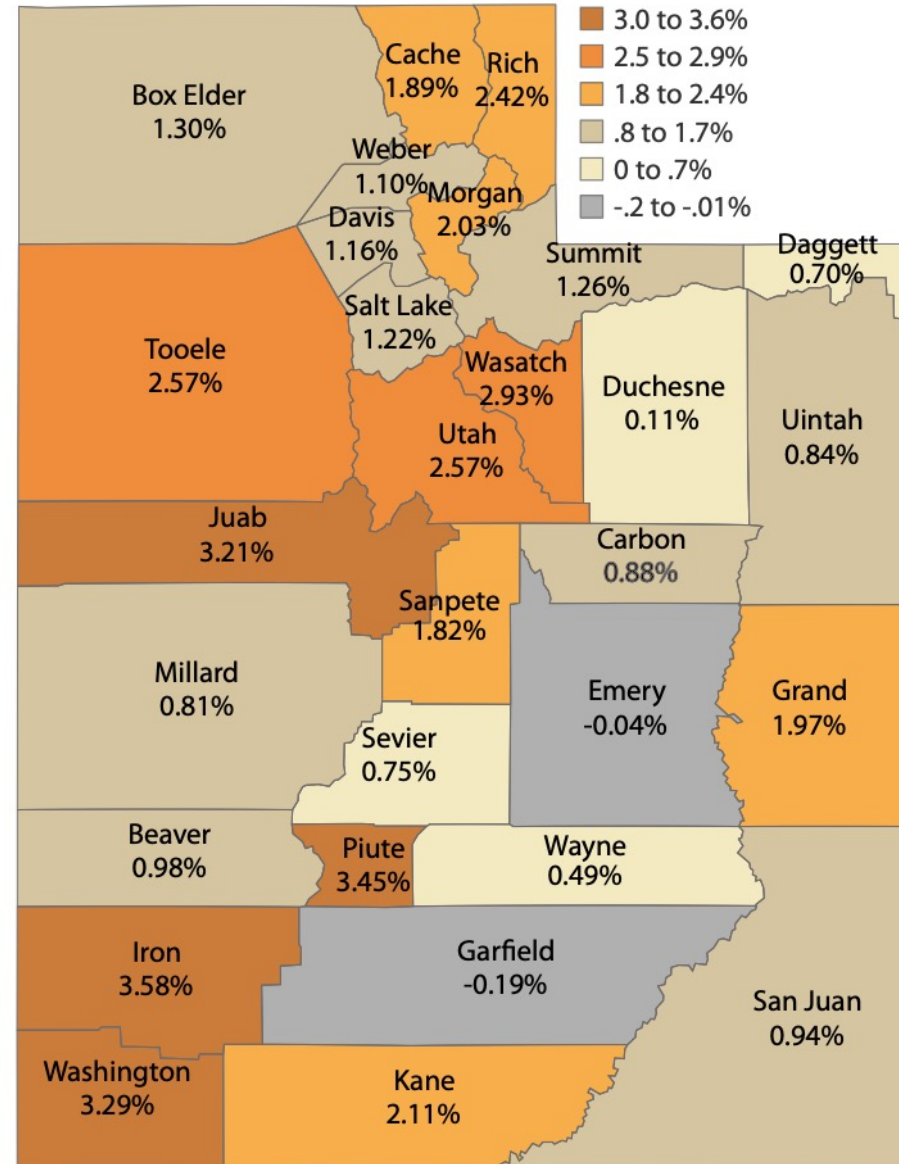 3.0 to 3.6%
2.5 to 2.9%
1.8 to 2.4%
.8 to 1.7%
0 to .7%
-.2 to -.01%
Box Elder
1.30%
Cache
1.89%
Rich
2.42%
Weber
1.10%
Morgan
2.03%
Davis
1.16%
Summit
1.26%
Daggett
0.70%
Salt Lake
1.22%
Tooele
2.57%
Wasatch
2.93%
Duchesne
0.11%
Uintah
0.84%
Utah
2.57%
Juab
3.21%
Carbon
0.88%
Sanpete
1.82%
Millard
0.81%
Emery
-0.04%
Grand
1.97%
Sevier
0.75%
Beaver
0.98%
Piute
3.45%
Wayne
0.49%
Iron
3.58%
Garfield
-0.19%
San Juan
0.94%
Washington
3.29%
Kane
2.11%